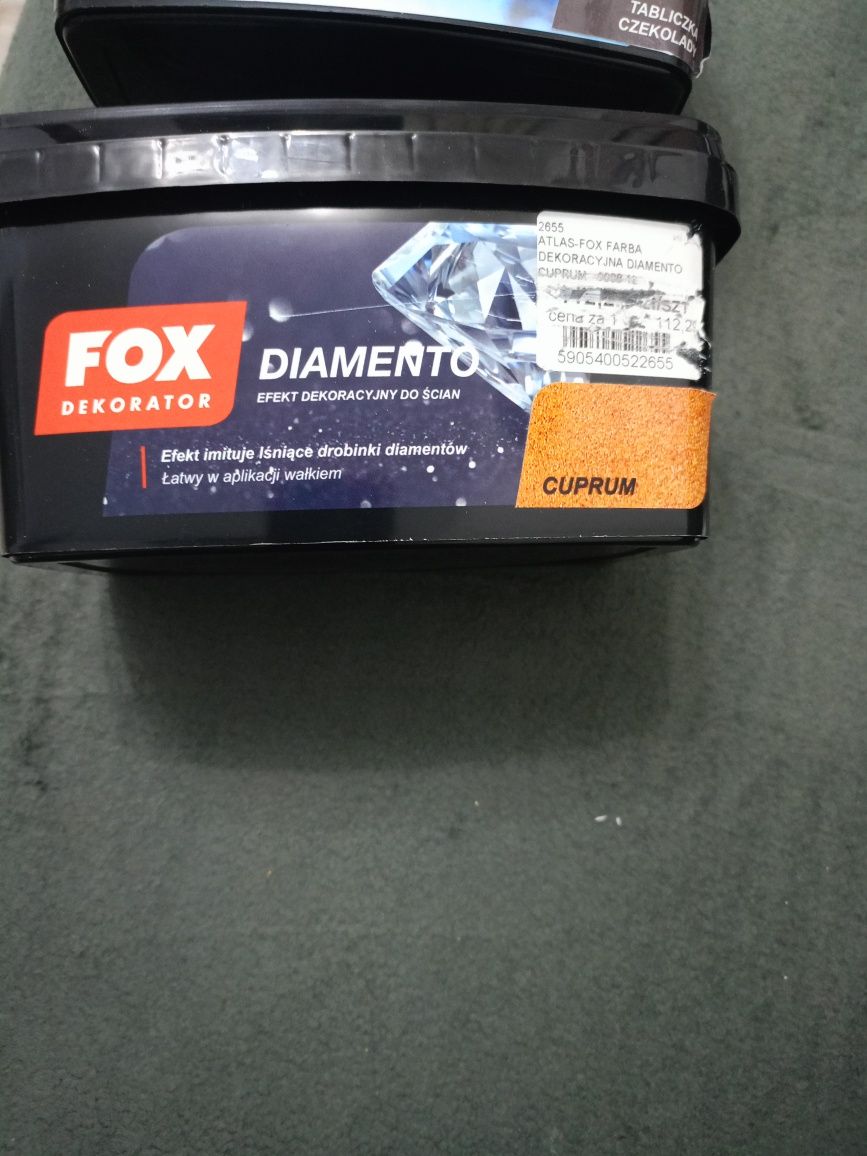 TABLICZKA
CZEKOLADY
2655
ATLAS-FOX FARBA
DEKORACYJNA DIAMENTO
CUPRUM
cena za 1 112,2
5905400522655
FOX
DEKORATOR
DIAMENTO
EFEKT DEKORACYJNY DO ŚCIAN
Efekt imituje lśniące drobinki diamentów
Łatwy w aplikacji wałkiem
CUPRUM